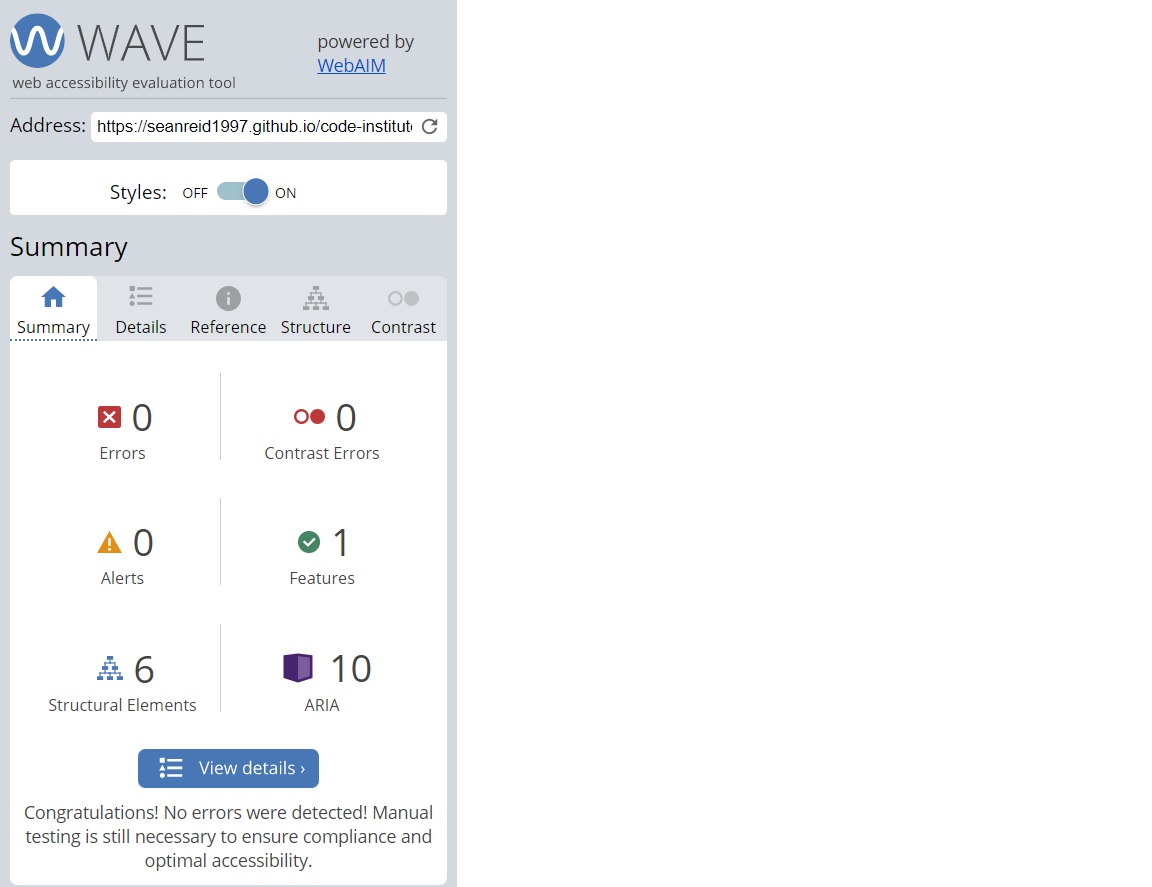 WAVE
web accessibility evaluation tool
powered by
WebAIM
Address: https://seanreid1997.github.io/code-institut
Styles: OFF ON
Summary
Summary Details Reference Structure Contrast
0
Errors
0
Contrast Errors
0
Alerts
1
Features
6
Structural Elements
10
ARIA
View details ›
Congratulations! No errors were detected! Manual
testing is still necessary to ensure compliance and
optimal accessibility.